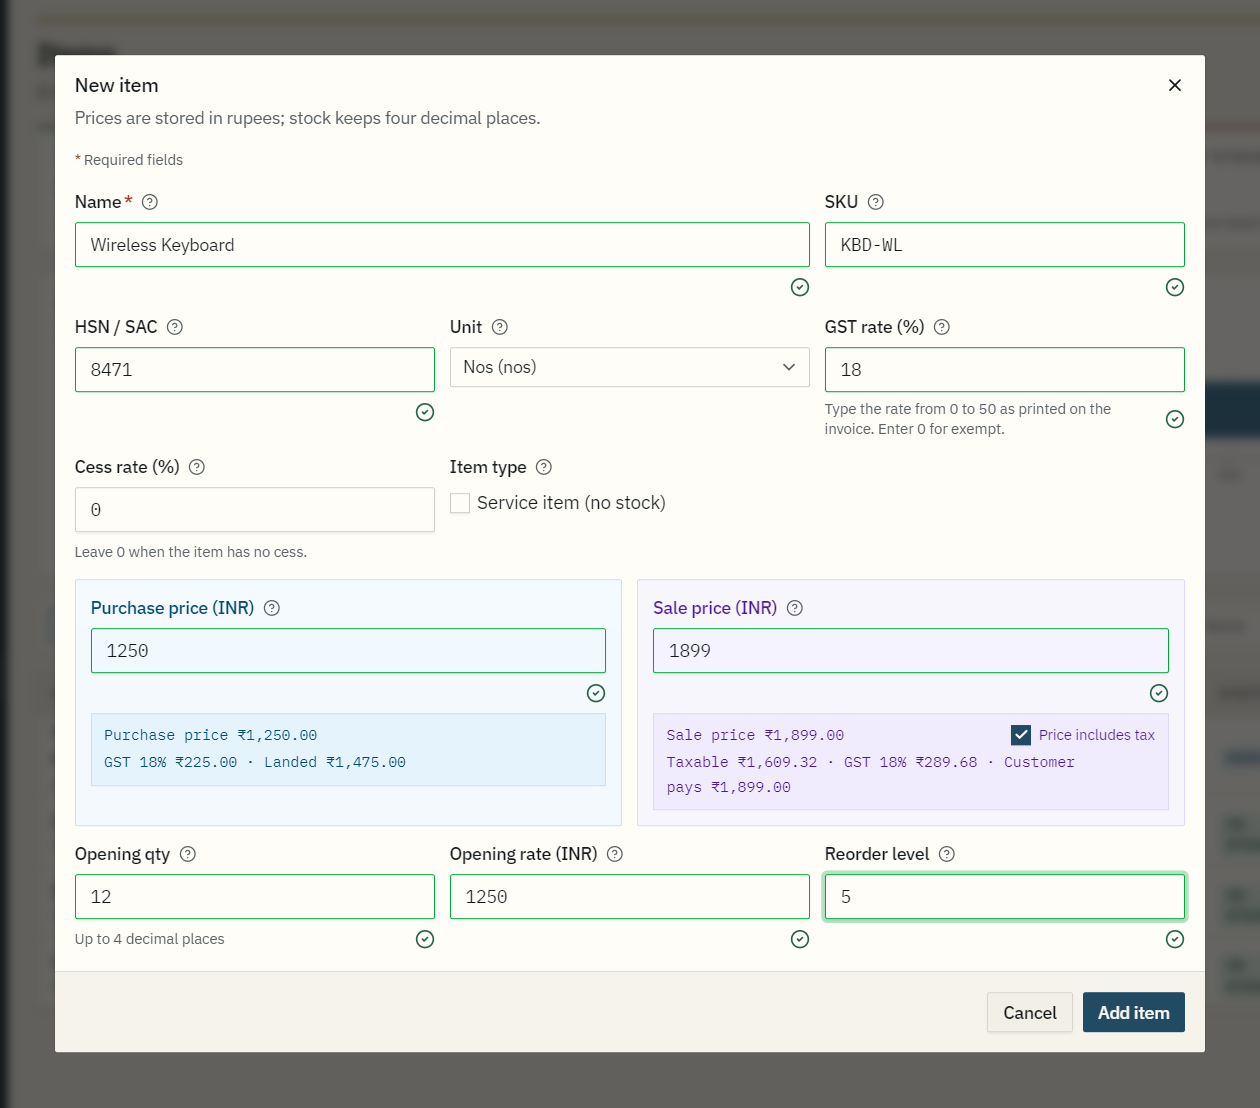 New item
Prices are stored in rupees; stock keeps four decimal places.
* Required fields
Name*
SKU
Wireless Keyboard
KBD-WL
HSN / SAC
Unit
GST rate (%)
8471
Nos (nos)
18
Type the rate from 0 to 50 as printed on the
invoice. Enter 0 for exempt.
Cess rate (%)
Item type
0
Service item (no stock)
Leave 0 when the item has no cess.
Purchase price (INR)
1250
Purchase price ₹1,250.00
GST 18% ₹225.00 · Landed ₹1,475.00
Sale price (INR)
1899
Sale price ₹1,899.00
Price includes tax
Taxable ₹1,609.32 · GST 18% ₹289.68 · Customer
pays ₹1,899.00
Opening qty
Opening rate (INR)
Reorder level
12
1250
5
Up to 4 decimal places
Cancel
Add item